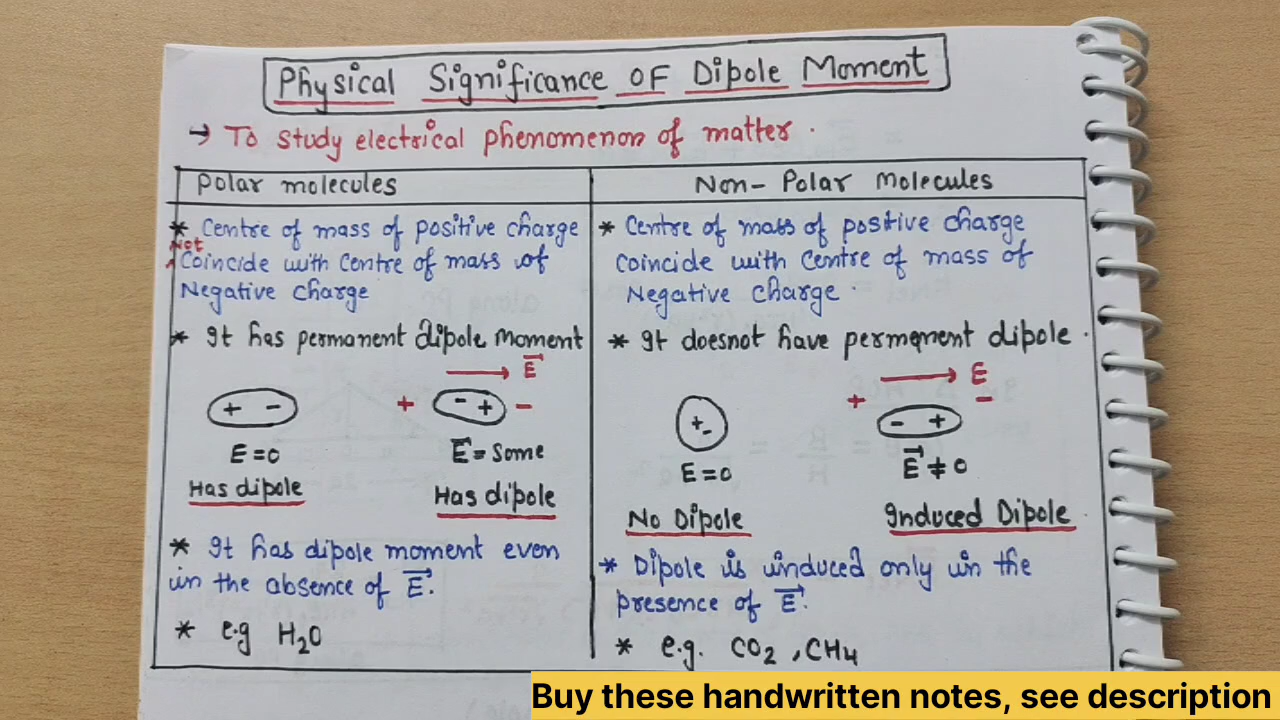 Physical Significance OF Dipole Moment
→ To study electrical phenomenon of matter.
Polar molecules
* Centre of mass of positive charge
Not
Coincide with Centre of mass of
Negative charge
* It has permanent dipole moment
E
+ -
+
- +
-
E = 0
E = Some
Has dipole
Has dipole
* It has dipole moment even
in the absence of E.
* e.g H2O
Non-Polar Molecules
* Centre of mass of positive charge
coincide with Centre of mass of
Negative charge.
* It doesnot have permenent dipole.
E
+
-
+-
- +
E = 0
E ≠ 0
No Dipole
Induced Dipole
* Dipole is induced only in the
presence of E.
* e.g. CO2, CH4
Buy these handwritten notes, see description